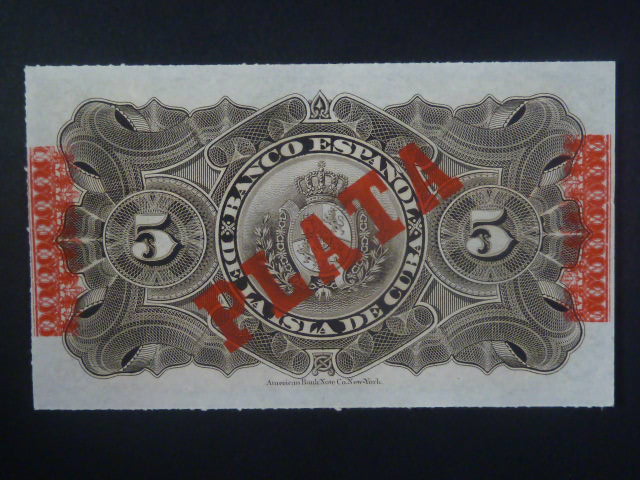 BANCO ESPAÑOL
DE LA ISLA DE CUBA
PLATA
5
5
American Bank Note Co. New-York.